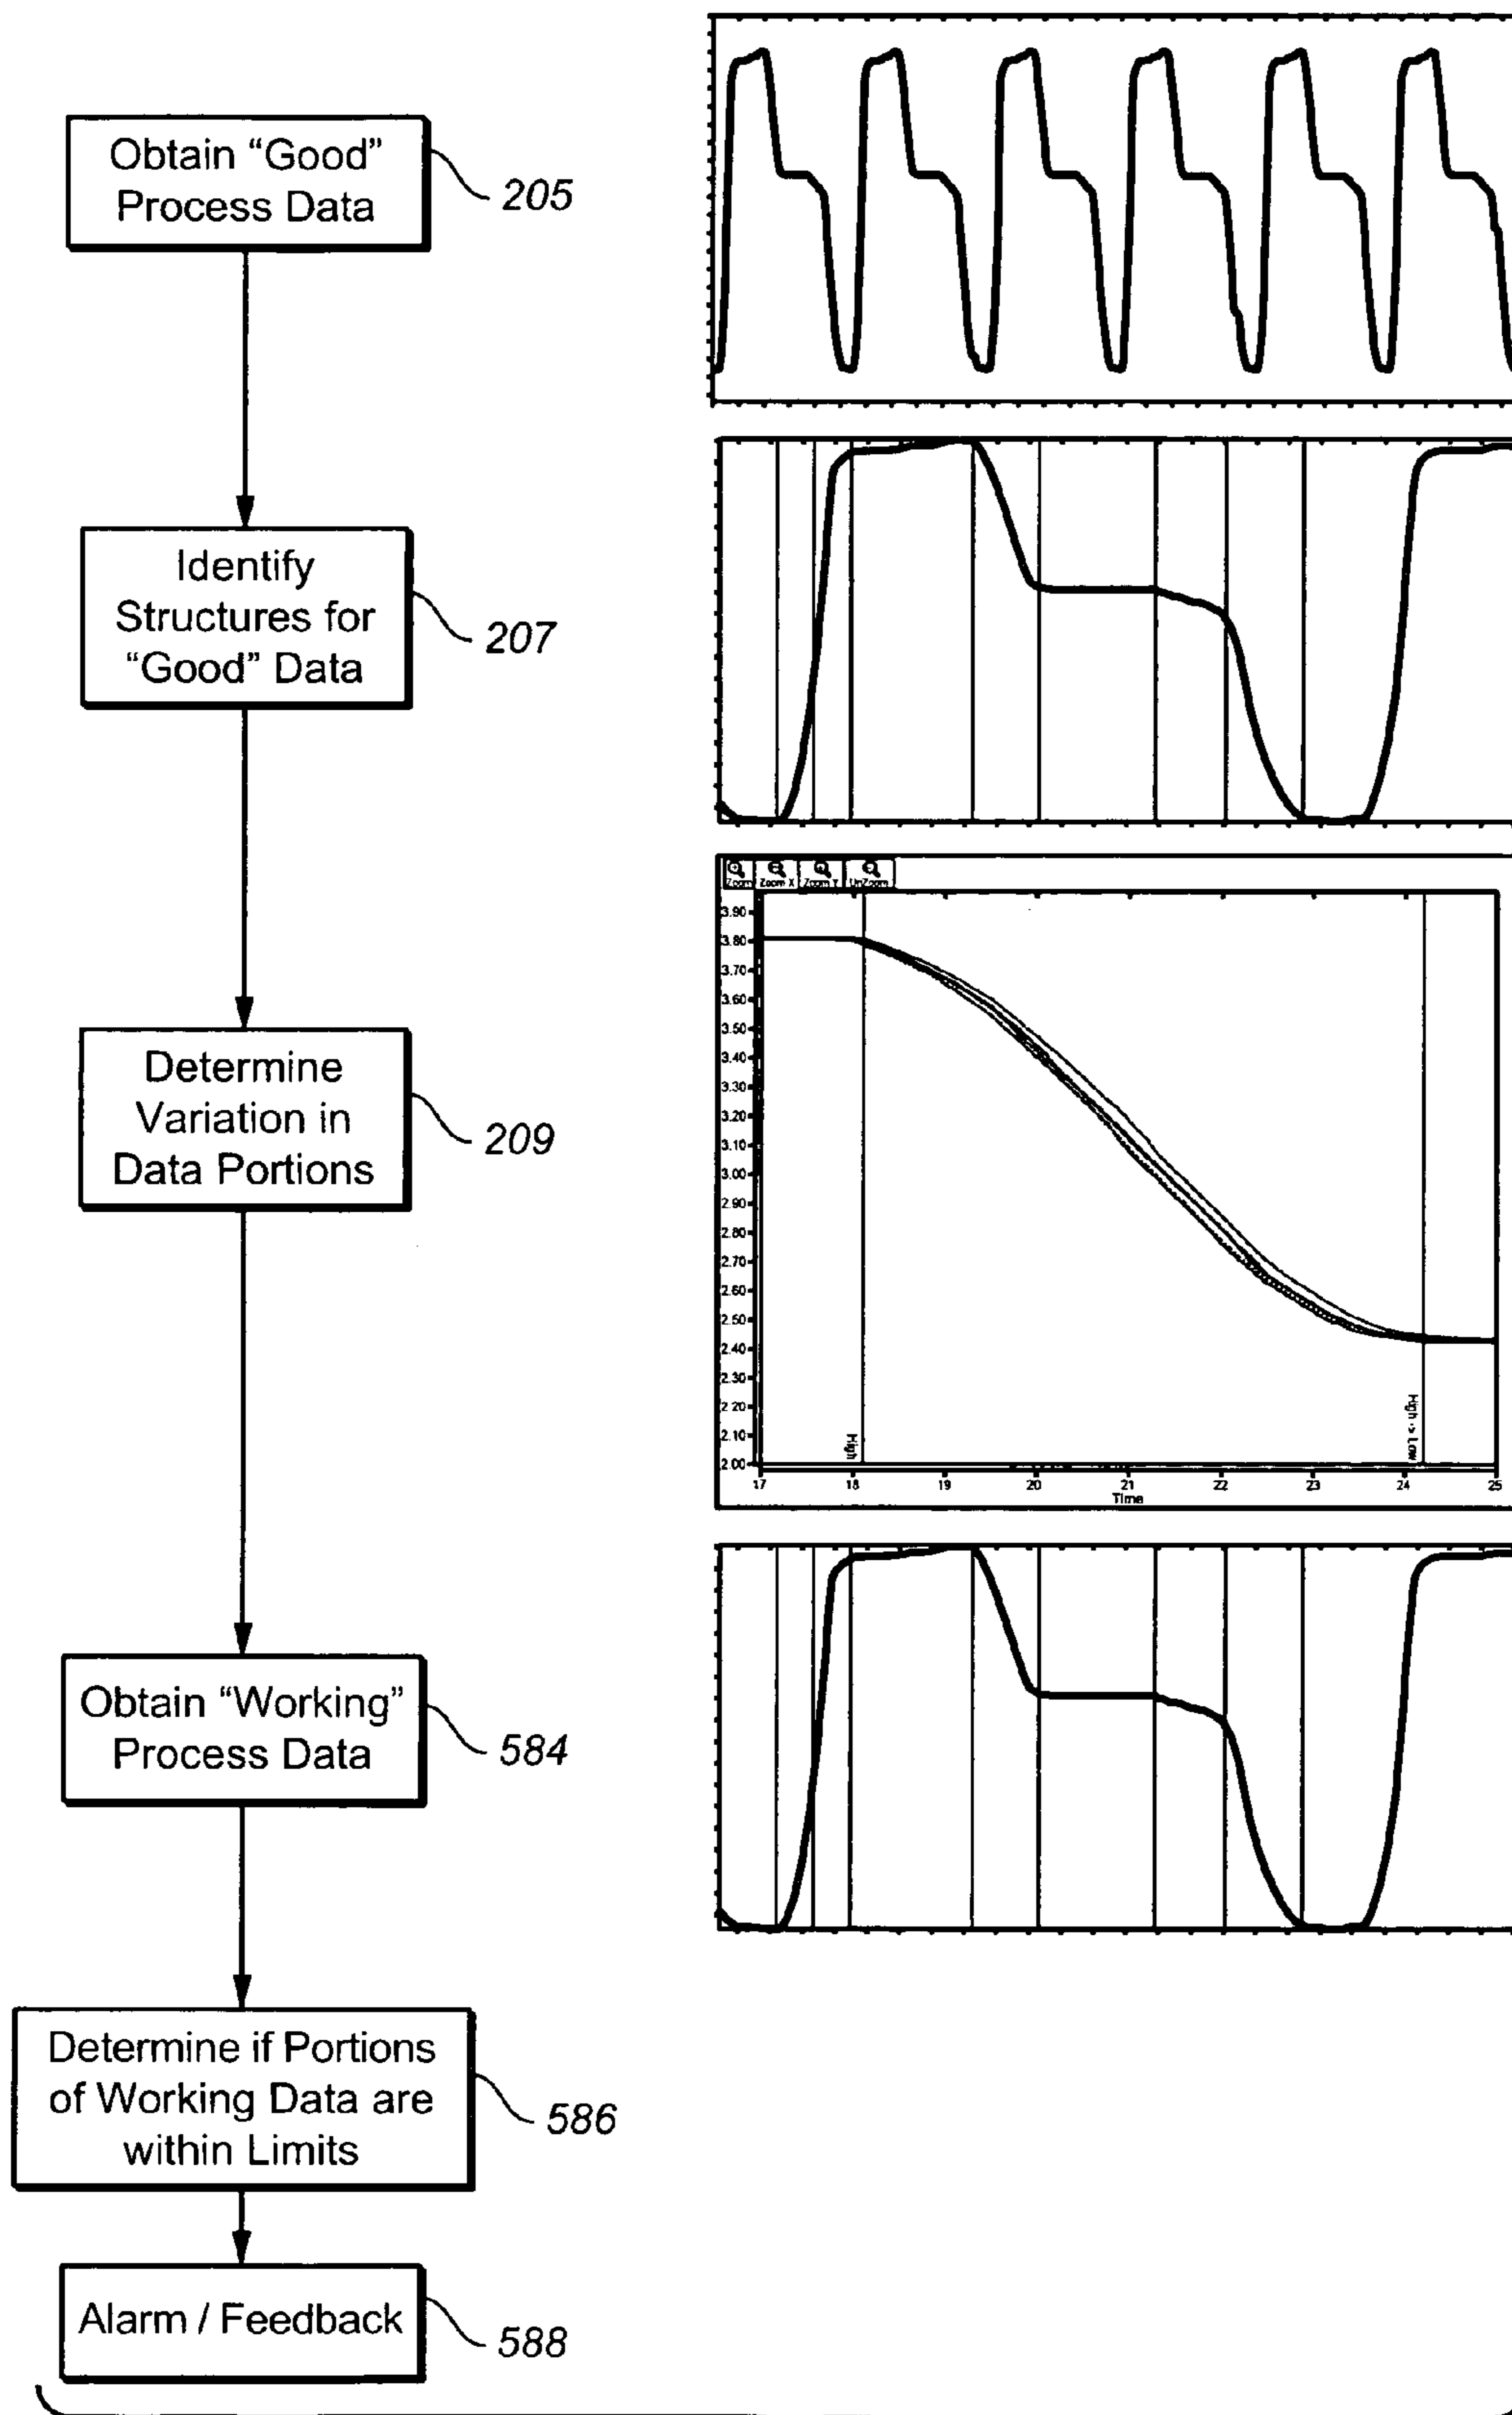 Obtain “Good”
Process Data
205
Identify
Structures for
“Good” Data
207
Zoom Zoom X Zoom Y UnZoom
3.90
3.80
3.70
3.60
3.50
3.40
3.30
3.20
3.10
3.00
2.90
2.80
2.70
2.60
2.50
2.40
2.30
2.20
2.10
2.00
High
High > Low
17 18 19 20 21 22 23 24 25
Time
Determine
Variation in
Data Portions
209
Obtain “Working”
Process Data
584
Determine if Portions
of Working Data are
within Limits
586
Alarm / Feedback
588